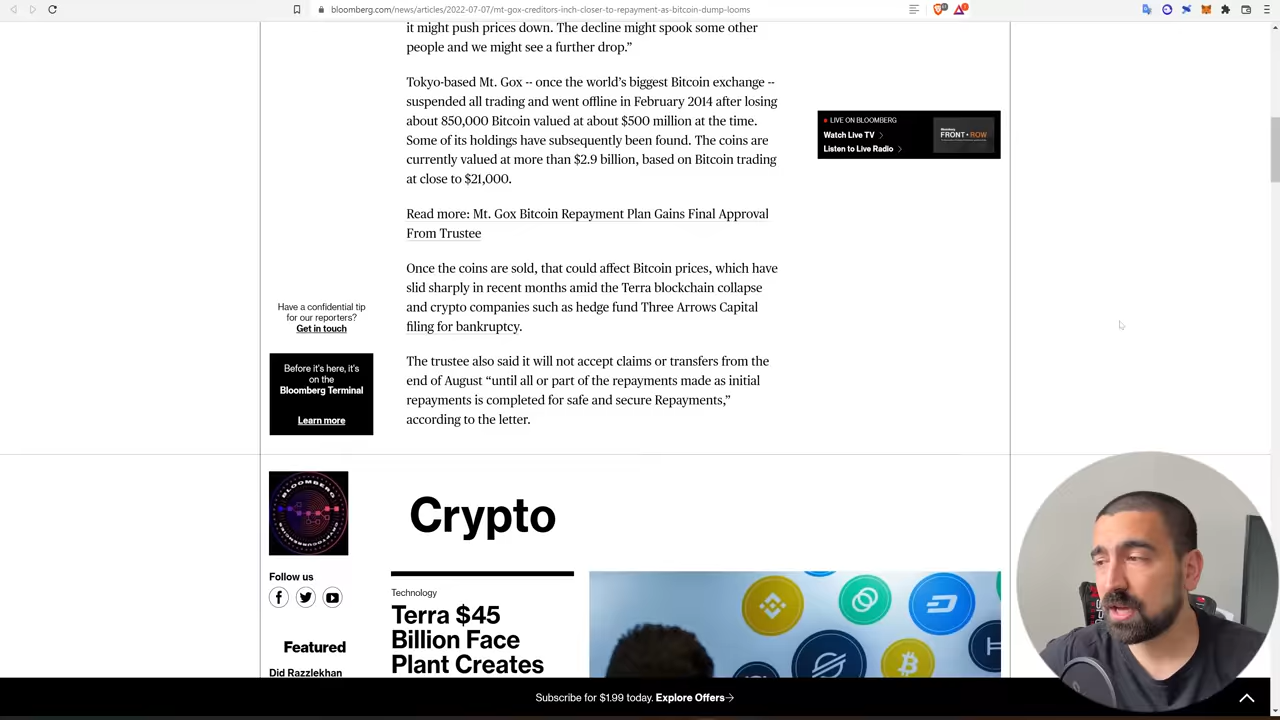 bloomberg.com/news/articles/2022-07-07/mt-gox-creditors-inch-closer-to-repayment-as-bitcoin-dump-looms
it might push prices down. The decline might spook some other
people and we might see a further drop.”
Tokyo-based Mt. Gox -- once the world’s biggest Bitcoin exchange --
suspended all trading and went offline in February 2014 after losing
about 850,000 Bitcoin valued at about $500 million at the time.
Some of its holdings have subsequently been found. The coins are
currently valued at more than $2.9 billion, based on Bitcoin trading
at close to $21,000.
LIVE ON BLOOMBERG
Watch Live TV
Listen to Live Radio
FRONT ROW
Read more: Mt. Gox Bitcoin Repayment Plan Gains Final Approval
From Trustee
Once the coins are sold, that could affect Bitcoin prices, which have
slid sharply in recent months amid the Terra blockchain collapse
and crypto companies such as hedge fund Three Arrows Capital
filing for bankruptcy.
Have a confidential tip
for our reporters?
Get in touch
Before it’s here, it’s
on the
Bloomberg Terminal
Learn more
The trustee also said it will not accept claims or transfers from the
end of August “until all or part of the repayments made as initial
repayments is completed for safe and secure Repayments,”
according to the letter.
BLOOMBERG
Crypto
Follow us
Featured
Did Razzlekhan
Technology
Terra $45
Billion Face
Plant Creates
Subscribe for $1.99 today. Explore Offers